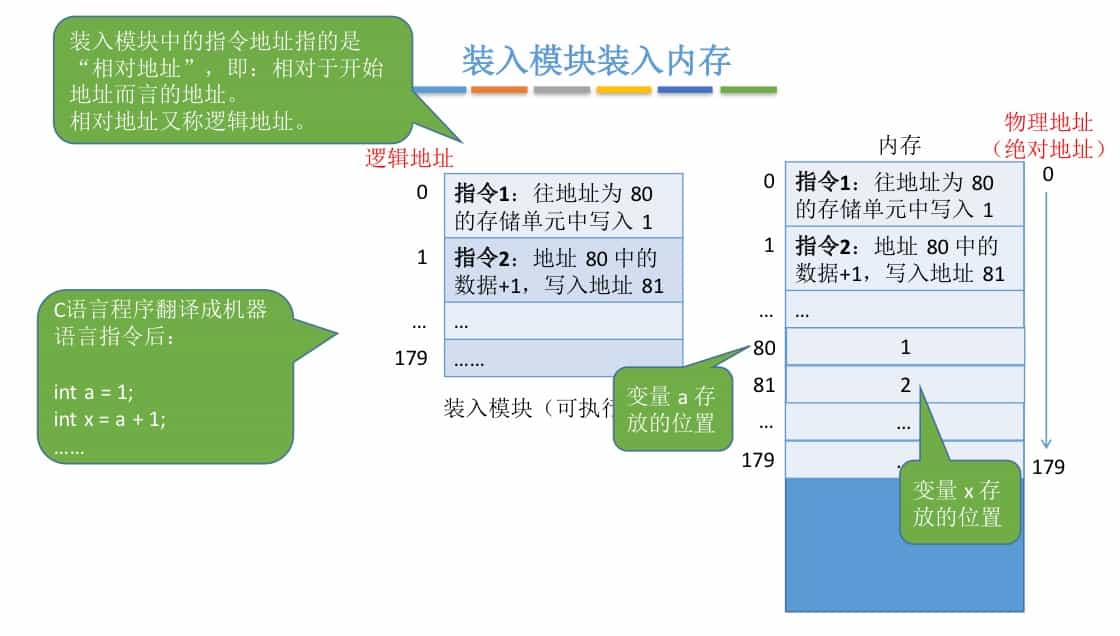 装入模块中的指令地址指的是
“相对地址”，即：相对于开始
地址而言的地址。
相对地址又称逻辑地址。
装入模块装入内存
逻辑地址
0
指令1：往地址为 80
的存储单元中写入 1
1
指令2：地址 80 中的
数据+1，写入地址 81
...
...
179
......
装入模块（可执行
C语言程序翻译成机器
语言指令后：
int a = 1;
int x = a + 1;
......
内存
物理地址
（绝对地址）
0
指令1：往地址为 80
的存储单元中写入 1
0
1
指令2：地址 80 中的
数据+1，写入地址 81
...
...
80
1
81
2
...
...
179
179
变量 a 存
放的位置
变量 x 存
放的位置